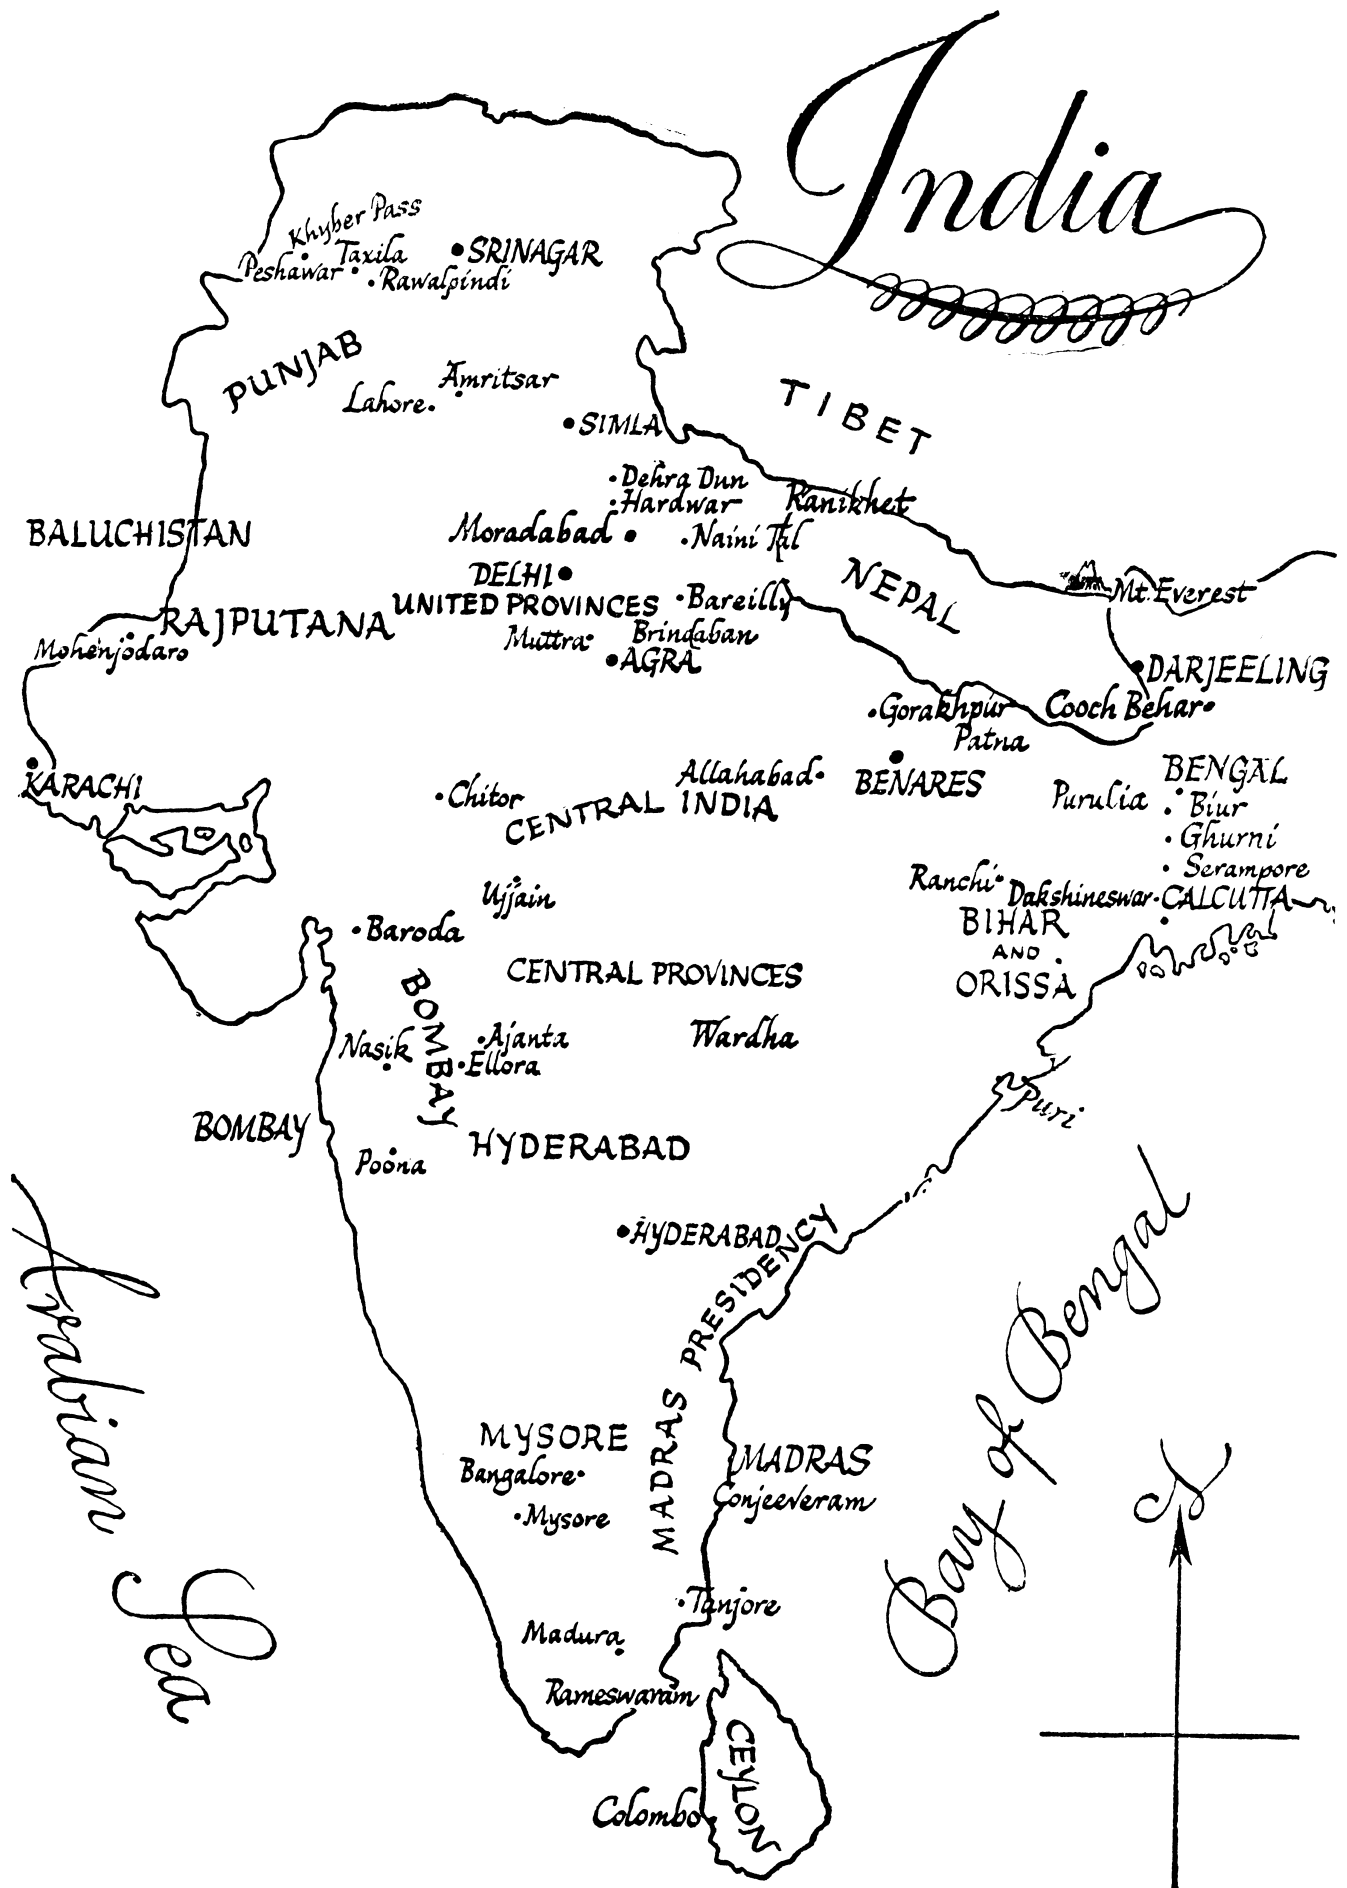 India
Khyber Pass
Taxila
SRINAGAR
Peshawar
Rawalpindi
PUNJAB
Amritsar
Lahore
SIMLA
TIBET
Dehra Dun
Hardwar
Ranikhet
BALUCHISTAN
Moradabad
Naini Tal
DELHI
NEPAL
Mt. Everest
UNITED PROVINCES
Bareilly
RAJPUTANA
Muttra
Brindaban
Mohenjodaro
AGRA
DARJEELING
Gorakhpur
Cooch Behar
Patna
KARACHI
Allahabad
BENARES
BENGAL
Chitor
CENTRAL INDIA
Purulia
Biur
Ghurni
Serampore
Ujjain
Ranchi
Dakshineswar
CALCUTTA
Baroda
BIHAR
AND
ORISSA
CENTRAL PROVINCES
BOMBAY
Nasik
Ajanta
Ellora
Wardha
Puri
BOMBAY
Poona
HYDERABAD
HYDERABAD
MADRAS PRESIDENCY
Arabian Sea
Bay of Bengal
MYSORE
Bangalore
MADRAS
Mysore
Conjeeveram
N
Tanjore
Madura
Rameswaram
CEYLON
Colombo